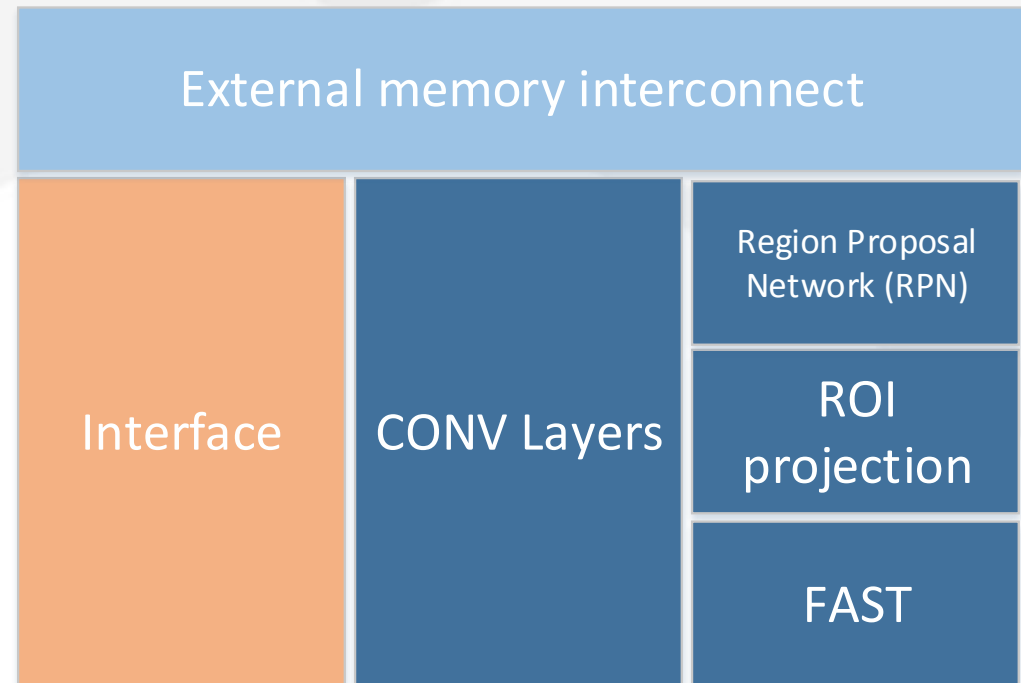 External memory interconnect
Interface
CONV Layers
Region Proposal
Network (RPN)
ROI
projection
FAST